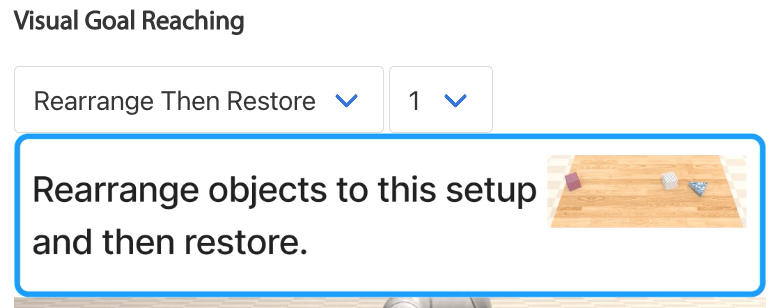 Visual Goal Reaching
Rearrange Then Restore
1
Rearrange objects to this setup
and then restore.